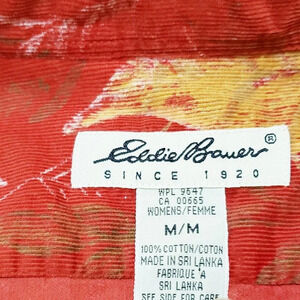 Eddie Bauer®
SINCE 1920
WPL 9647
CA 00665
WOMENS/FEMME
M/M
100% COTTON/COTON
MADE IN SRI LANKA
FABRIQUE 'A
SRI LANKA
SEE SIDE FOR CARE